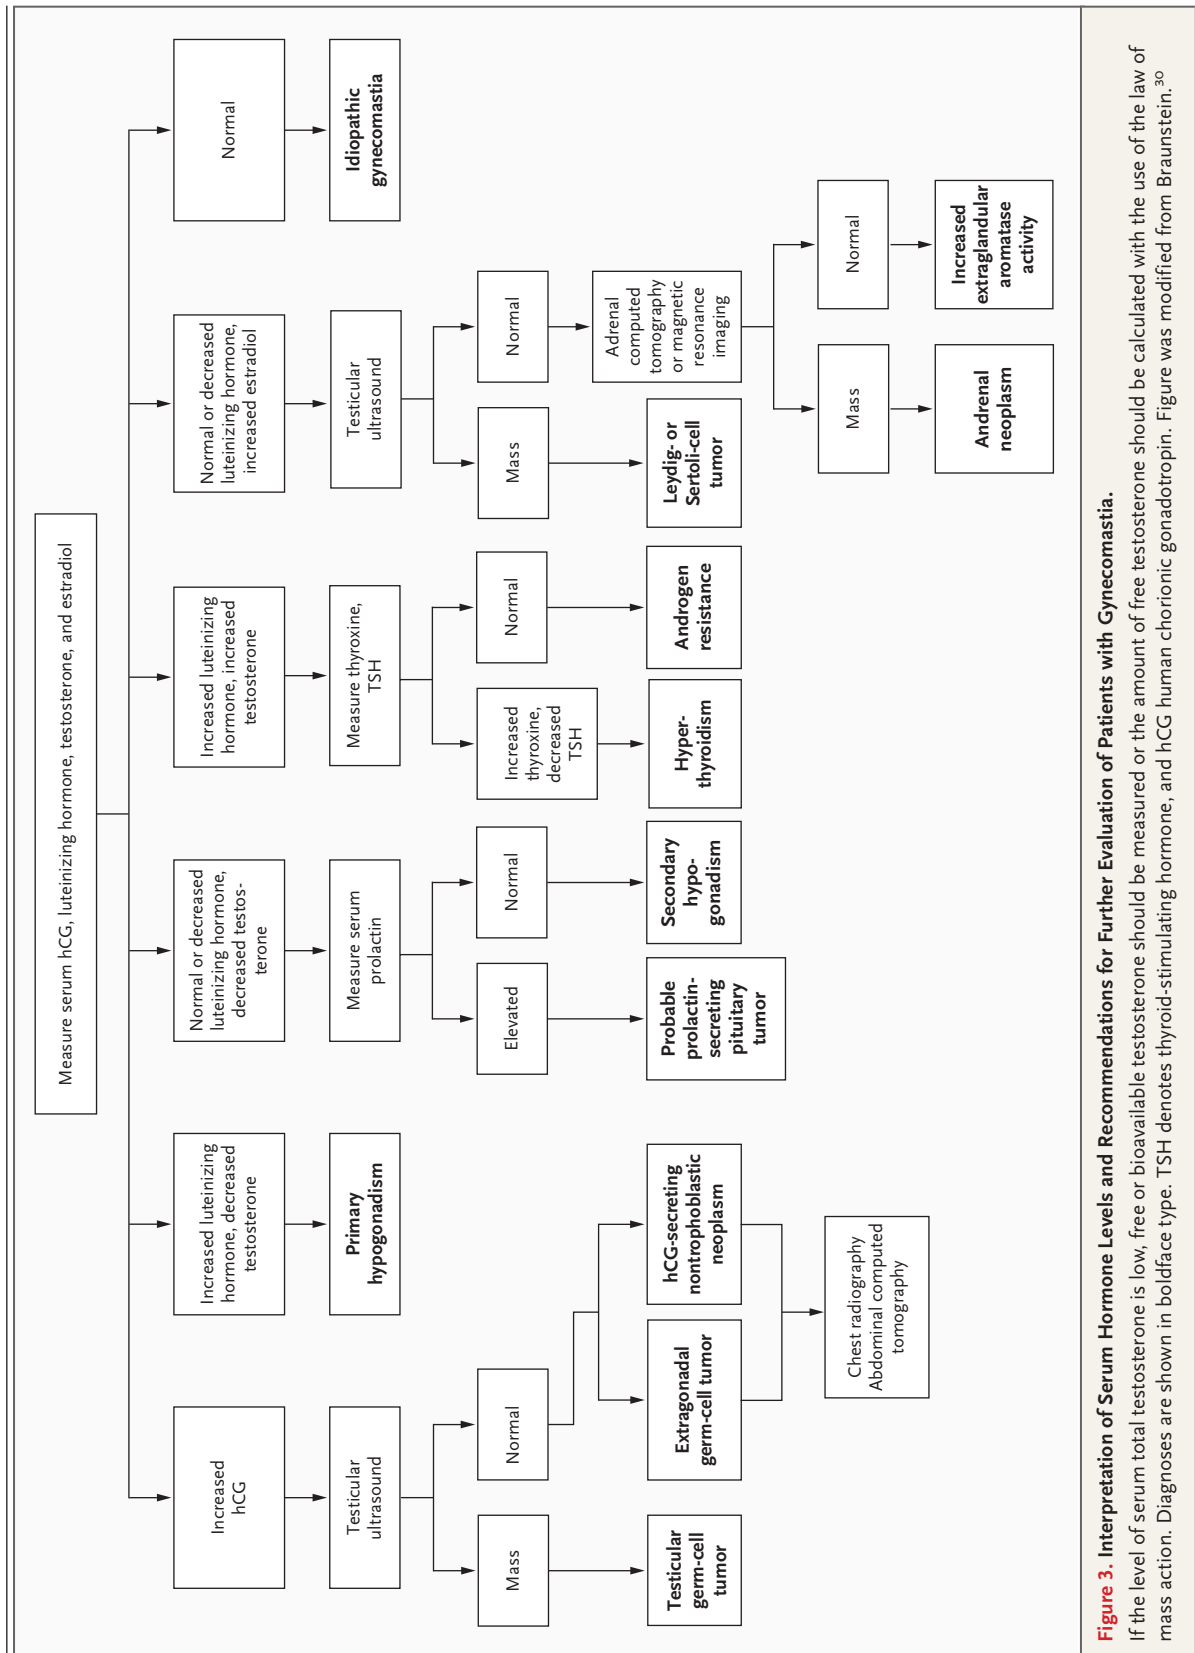 Measure serum hCG, luteinizing hormone, testosterone, and estradiol
Increased
hCG
Increased luteinizing
hormone, decreased
testosterone
Normal or decreased
luteinizing hormone,
decreased testos-
terone
Increased luteinizing
hormone, increased
testosterone
Normal or decreased
luteinizing hormone,
increased estradiol
Normal
Testicular
ultrasound
Primary
hypogonadism
Measure serum
prolactin
Measure thyroxine,
TSH
Testicular
ultrasound
Idiopathic
gynecomastia
Mass
Normal
Elevated
Normal
Increased
thyroxine,
decreased
TSH
Normal
Mass
Normal
Testicular
germ-cell
tumor
Extragonadal
germ-cell tumor
hCG-secreting
nontrophoblastic
neoplasm
Probable
prolactin-
secreting
pituitary
tumor
Secondary
hypo-
gonadism
Hyper-
thyroidism
Androgen
resistance
Leydig- or
Sertoli-cell
tumor
Adrenal
computed
tomography
or magnetic
resonance
imaging
Chest radiography
Abdominal computed
tomography
Mass
Normal
Andrenal
neoplasm
Increased
extraglandular
aromatase
activity
Figure 3. Interpretation of Serum Hormone Levels and Recommendations for Further Evaluation of Patients with Gynecomastia.
If the level of serum total testosterone is low, free or bioavailable testosterone should be measured or the amount of free testosterone should be calculated with the use of the law of
mass action. Diagnoses are shown in boldface type. TSH denotes thyroid-stimulating hormone, and hCG human chorionic gonadotropin. Figure was modified from Braunstein.30